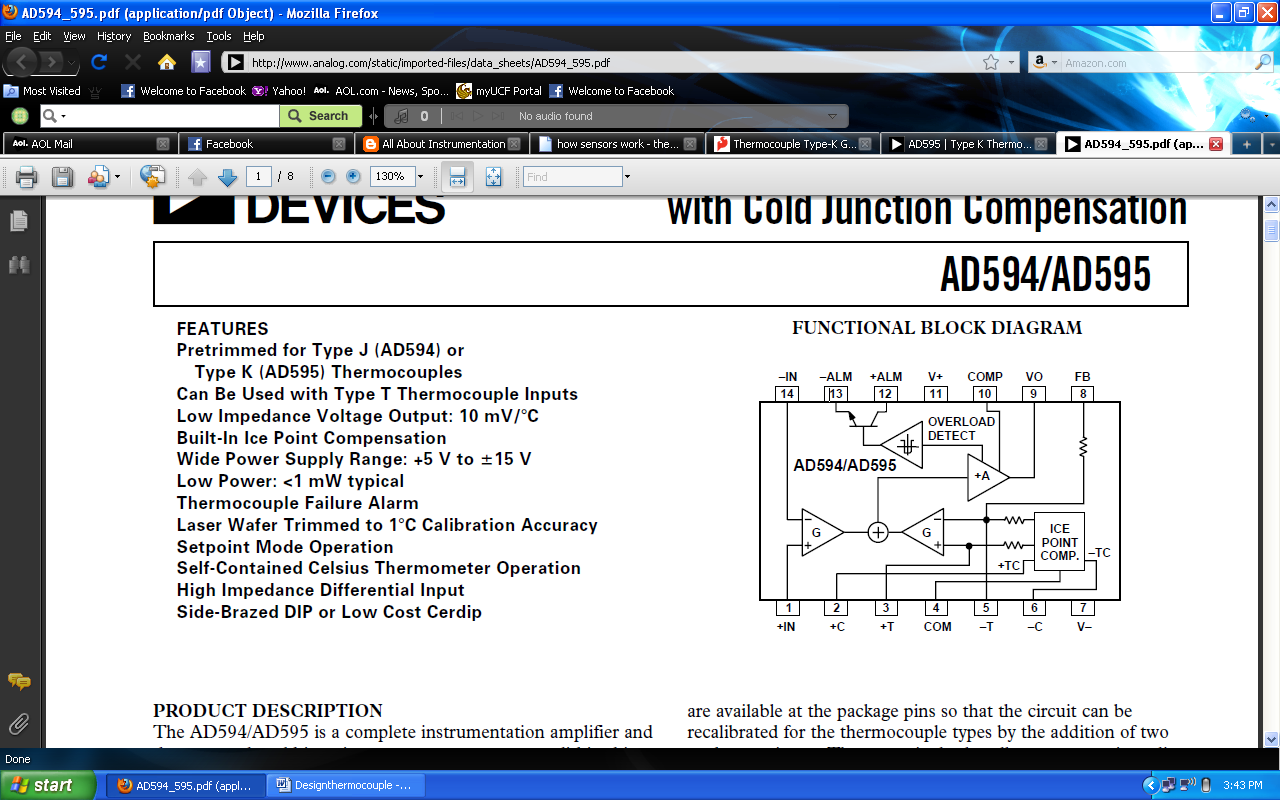 AD594_595.pdf (application/pdf Object) - Mozilla Firefox
File Edit View History Bookmarks Tools Help
http://www.analog.com/static/imported-files/data_sheets/AD594_595.pdf
a Amazon.com
Most Visited Welcome to Facebook Yahoo! Aol. AOL.com - News, Spo... myUCF Portal Welcome to Facebook
Search 0 No audio found
Aol. AOL Mail Facebook All About Instrumentation how sensors work - the... Thermocouple Type-K G... AD595 | Type K Thermo... AD594_595.pdf (ap...
1 / 8 130% Find
DEVICES
with Cold Junction Compensation
AD594/AD595
FEATURES
Pretrimmed for Type J (AD594) or
Type K (AD595) Thermocouples
Can Be Used with Type T Thermocouple Inputs
Low Impedance Voltage Output: 10 mV/°C
Built-In Ice Point Compensation
Wide Power Supply Range: +5 V to ±15 V
Low Power: <1 mW typical
Thermocouple Failure Alarm
Laser Wafer Trimmed to 1°C Calibration Accuracy
Setpoint Mode Operation
Self-Contained Celsius Thermometer Operation
High Impedance Differential Input
Side-Brazed DIP or Low Cost Cerdip
FUNCTIONAL BLOCK DIAGRAM
–IN –ALM +ALM V+ COMP VO FB
14 13 12 11 10 9 8
OVERLOAD
DETECT
AD594/AD595
+A
– –
G + G
+ +
ICE
POINT
COMP.
–TC
+TC
1 2 3 4 5 6 7
+IN +C +T COM –T –C V–
PRODUCT DESCRIPTION
The AD594/AD595 is a complete instrumentation amplifier and
are available at the package pins so that the circuit can be
recalibrated for the thermocouple types by the addition of two
Done
start AD594_595.pdf (appl... Designthermocouple -... 3:43 PM